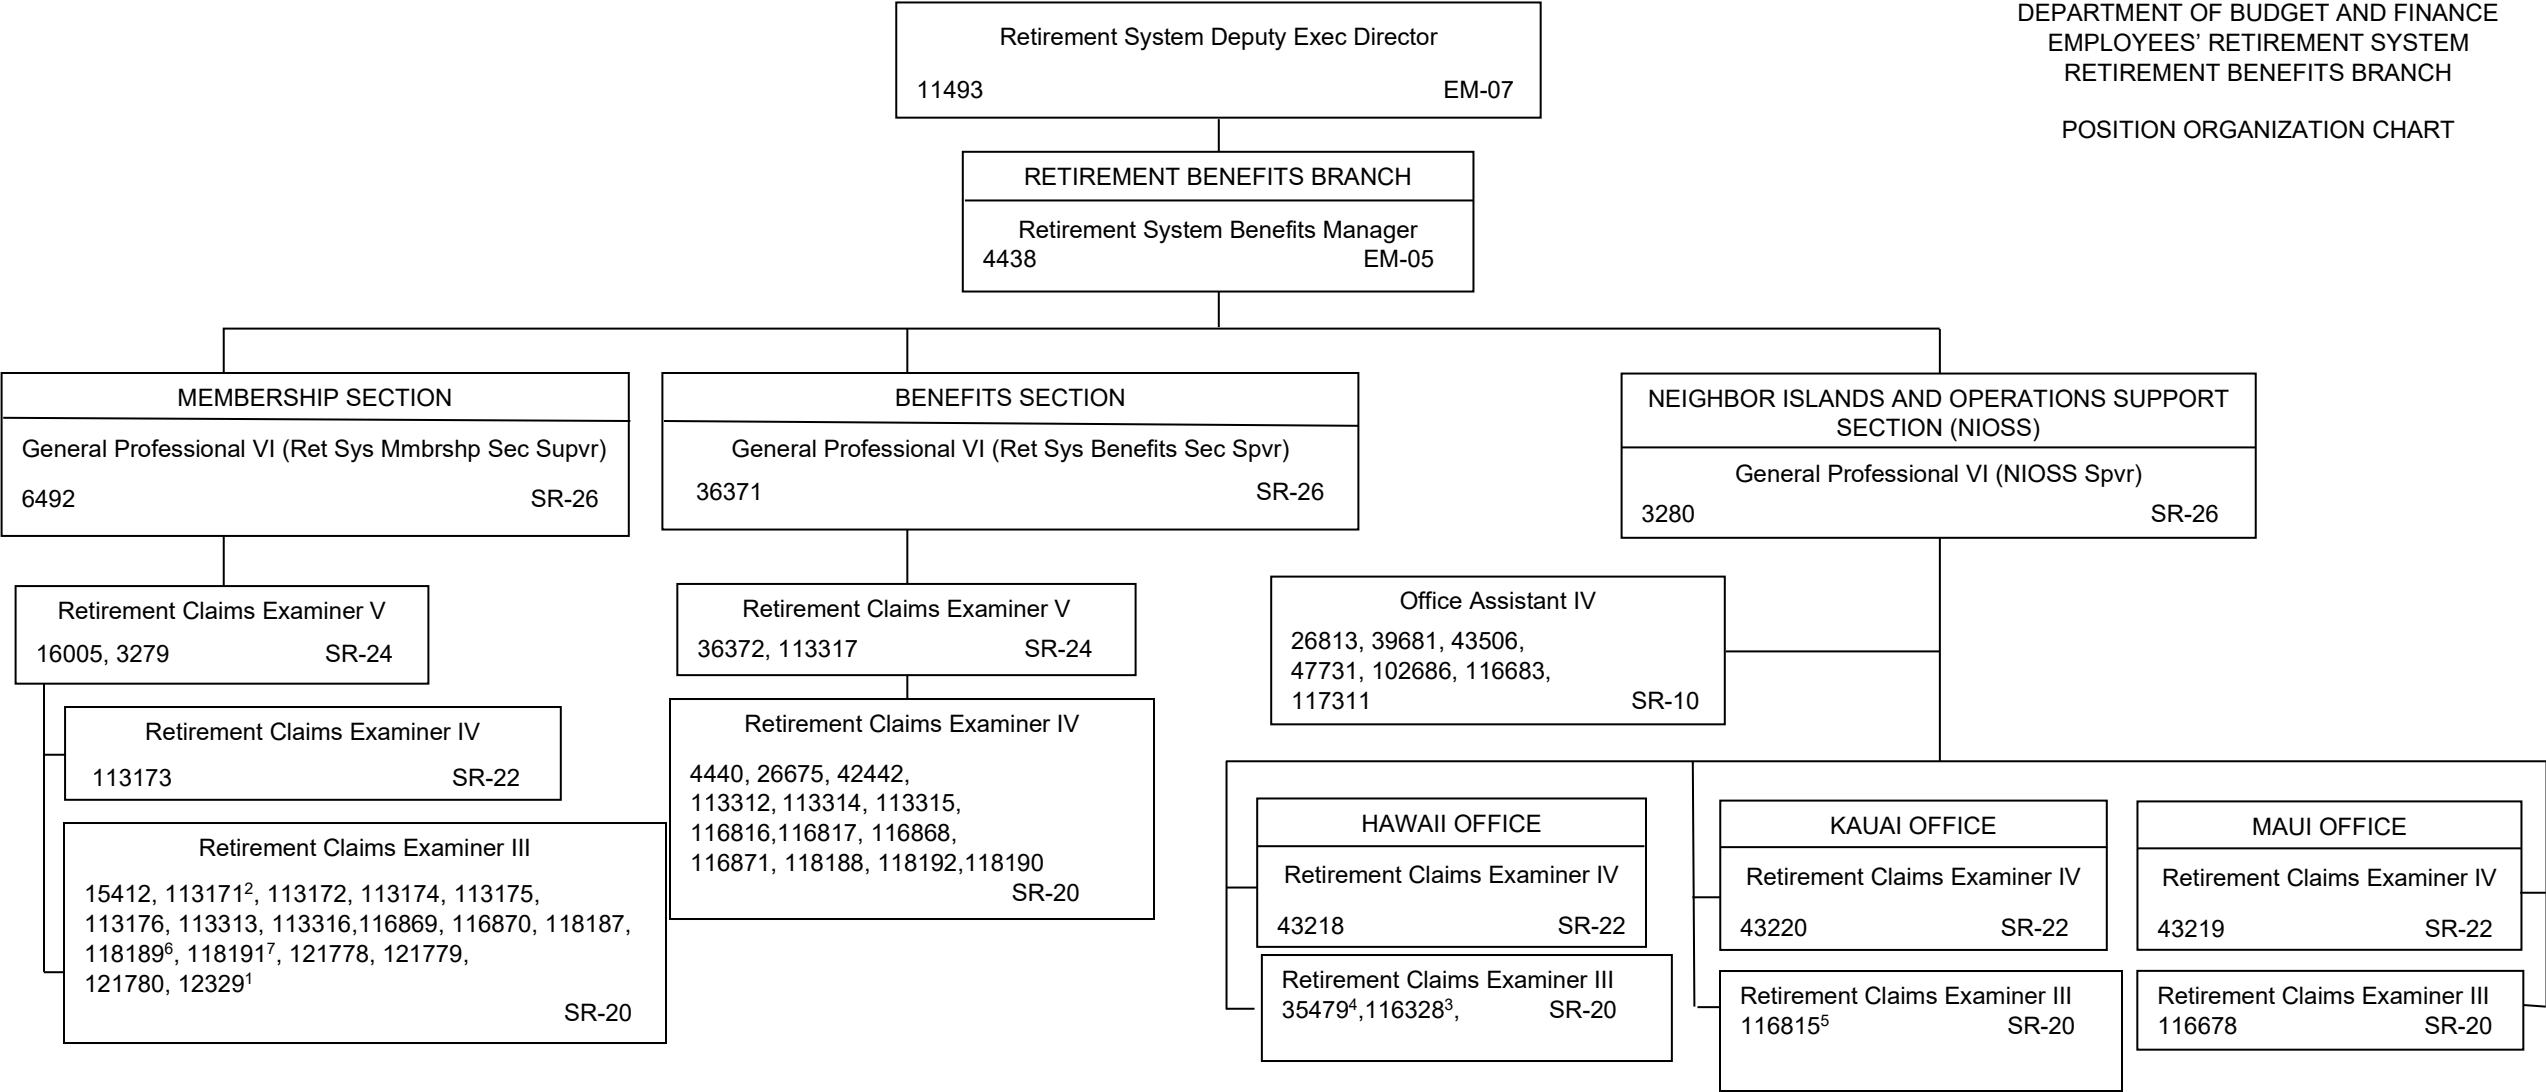 DEPARTMENT OF BUDGET AND FINANCE
EMPLOYEES’ RETIREMENT SYSTEM
RETIREMENT BENEFITS BRANCH
POSITION ORGANIZATION CHART
Retirement System Deputy Exec Director
11493 EM-07
RETIREMENT BENEFITS BRANCH
Retirement System Benefits Manager
4438 EM-05
MEMBERSHIP SECTION
General Professional VI (Ret Sys Mmbrshp Sec Supvr)
6492 SR-26
Retirement Claims Examiner V
16005, 3279 SR-24
Retirement Claims Examiner IV
113173 SR-22
Retirement Claims Examiner III
15412, 113171², 113172, 113174, 113175,
113176, 113313, 113316,116869, 116870, 118187,
118189⁶, 118191⁷, 121778, 121779,
121780, 12329¹
SR-20
BENEFITS SECTION
General Professional VI (Ret Sys Benefits Sec Spvr)
36371 SR-26
Retirement Claims Examiner V
36372, 113317 SR-24
Retirement Claims Examiner IV
4440, 26675, 42442,
113312, 113314, 113315,
116816,116817, 116868,
116871, 118188, 118192,118190
SR-20
NEIGHBOR ISLANDS AND OPERATIONS SUPPORT
SECTION (NIOSS)
General Professional VI (NIOSS Spvr)
3280 SR-26
Office Assistant IV
26813, 39681, 43506,
47731, 102686, 116683,
117311 SR-10
HAWAII OFFICE
Retirement Claims Examiner IV
43218 SR-22
Retirement Claims Examiner III
35479⁴,116328³, SR-20
KAUAI OFFICE
Retirement Claims Examiner IV
43220 SR-22
Retirement Claims Examiner III
116815⁵ SR-20
MAUI OFFICE
Retirement Claims Examiner IV
43219 SR-22
Retirement Claims Examiner III
116678 SR-20